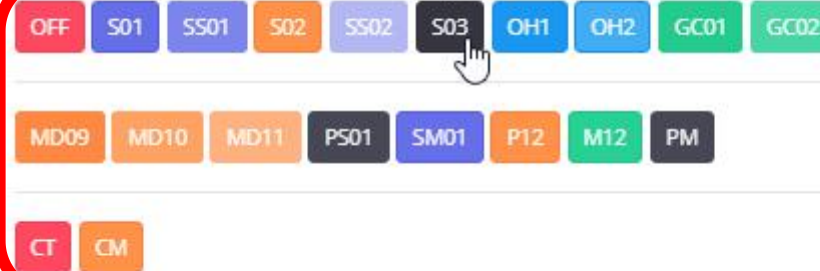 OFF S01 SS01 S02 SS02 S03 OH1 OH2 GC01 GC02
MD09 MD10 MD11 PS01 SM01 P12 M12 PM
CT CM